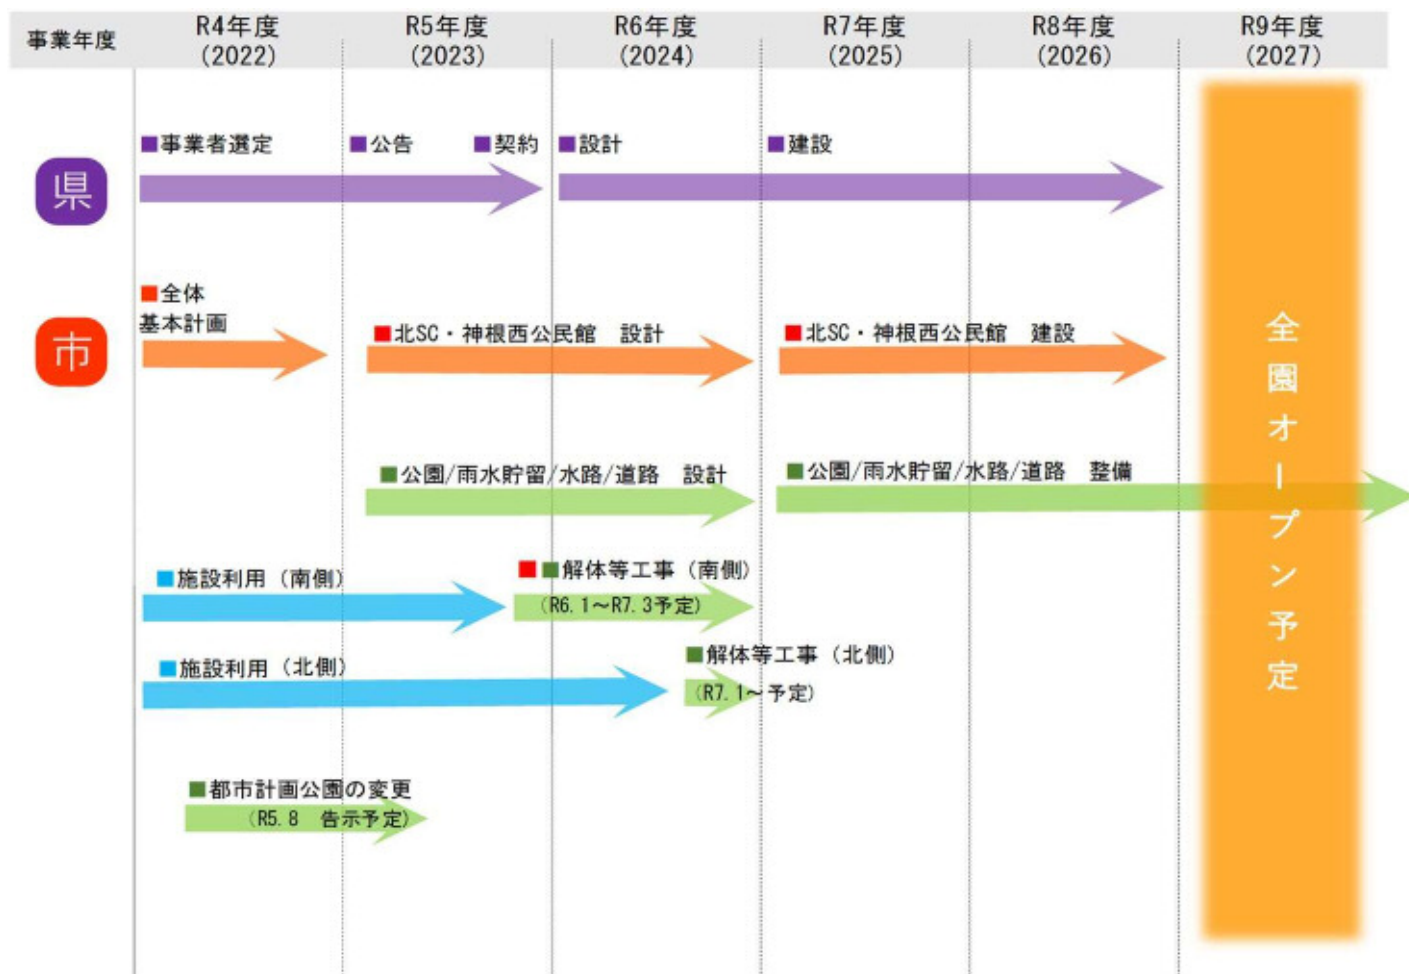 事業年度
R4年度
(2022)
R5年度
(2023)
R6年度
(2024)
R7年度
(2025)
R8年度
(2026)
R9年度
(2027)
県
■事業者選定
■公告
■契約
■設計
■建設
市
■全体
基本計画
■北SC・神根西公民館 設計
■北SC・神根西公民館 建設
■公園/雨水貯留/水路/道路 設計
■公園/雨水貯留/水路/道路 整備
■施設利用（南側）
■■解体等工事（南側）
(R6.1～R7.3予定)
■施設利用（北側）
■解体等工事（北側）
(R7.1～予定)
■都市計画公園の変更
(R5.8 告示予定)
全園オープン予定